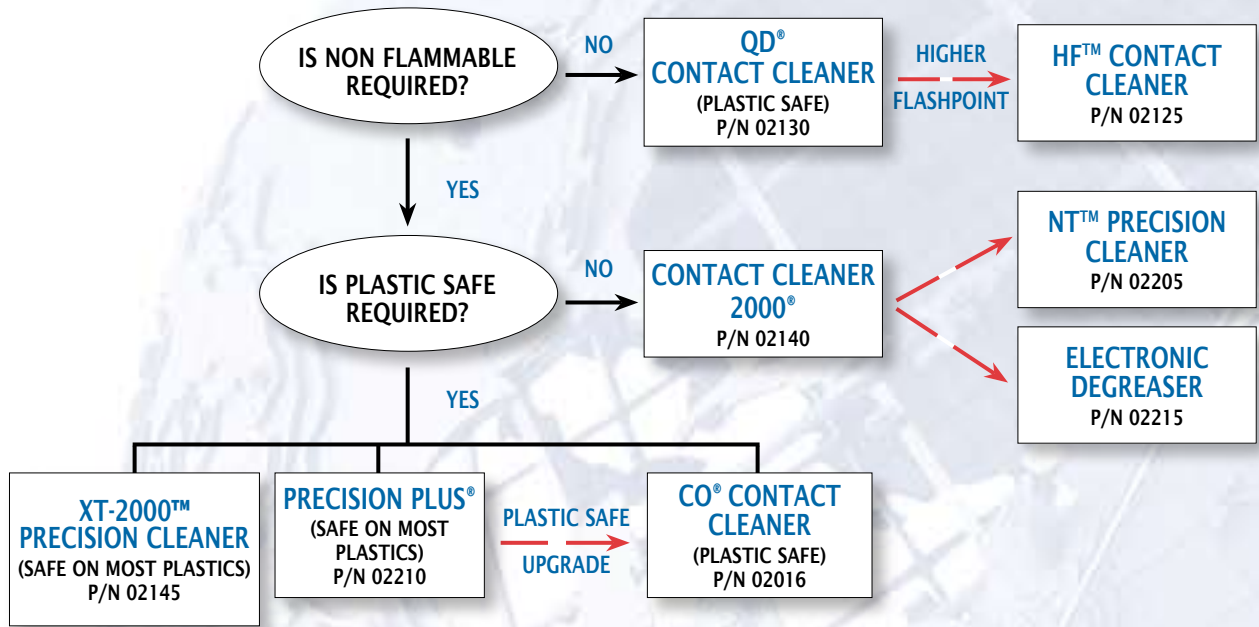 IS NON FLAMMABLE
REQUIRED?
NO
QD®
CONTACT CLEANER
(PLASTIC SAFE)
P/N 02130
HIGHER
FLASHPOINT
HF™ CONTACT
CLEANER
P/N 02125
YES
IS PLASTIC SAFE
REQUIRED?
NO
CONTACT CLEANER
2000®
P/N 02140
NT™ PRECISION
CLEANER
P/N 02205
ELECTRONIC
DEGREASER
P/N 02215
YES
XT-2000™
PRECISION CLEANER
(SAFE ON MOST PLASTICS)
P/N 02145
PRECISION PLUS®
(SAFE ON MOST
PLASTICS)
P/N 02210
PLASTIC SAFE
UPGRADE
CO® CONTACT
CLEANER
(PLASTIC SAFE)
P/N 02016